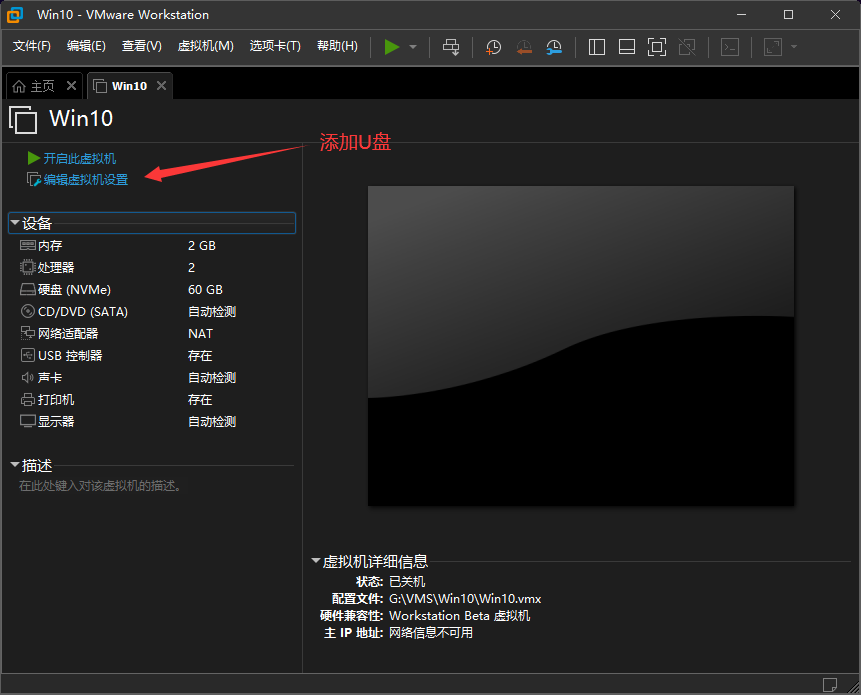 Win10 - VMware Workstation
文件(F) 编辑(E) 查看(V) 虚拟机(M) 选项卡(T) 帮助(H)
主页 Win10
Win10
添加U盘
开启此虚拟机
编辑虚拟机设置
设备
内存 2 GB
处理器 2
硬盘 (NVMe) 60 GB
CD/DVD (SATA) 自动检测
网络适配器 NAT
USB 控制器 存在
声卡 自动检测
打印机 存在
显示器 自动检测
描述
在此处键入对该虚拟机的描述。
虚拟机详细信息
状态: 已关机
配置文件: G:\VMS\Win10\Win10.vmx
硬件兼容性: Workstation Beta 虚拟机
主 IP 地址: 网络信息不可用